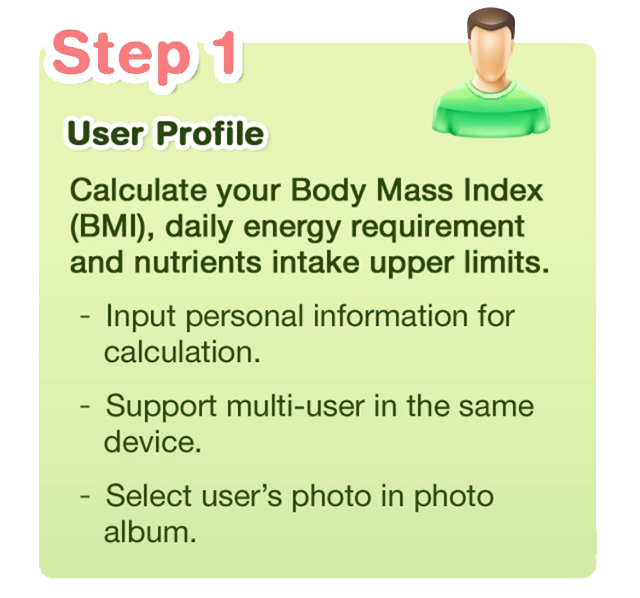 Step 1
User Profile
Calculate your Body Mass Index
(BMI), daily energy requirement
and nutrients intake upper limits.
- Input personal information for
calculation.
- Support multi-user in the same
device.
- Select user’s photo in photo
album.